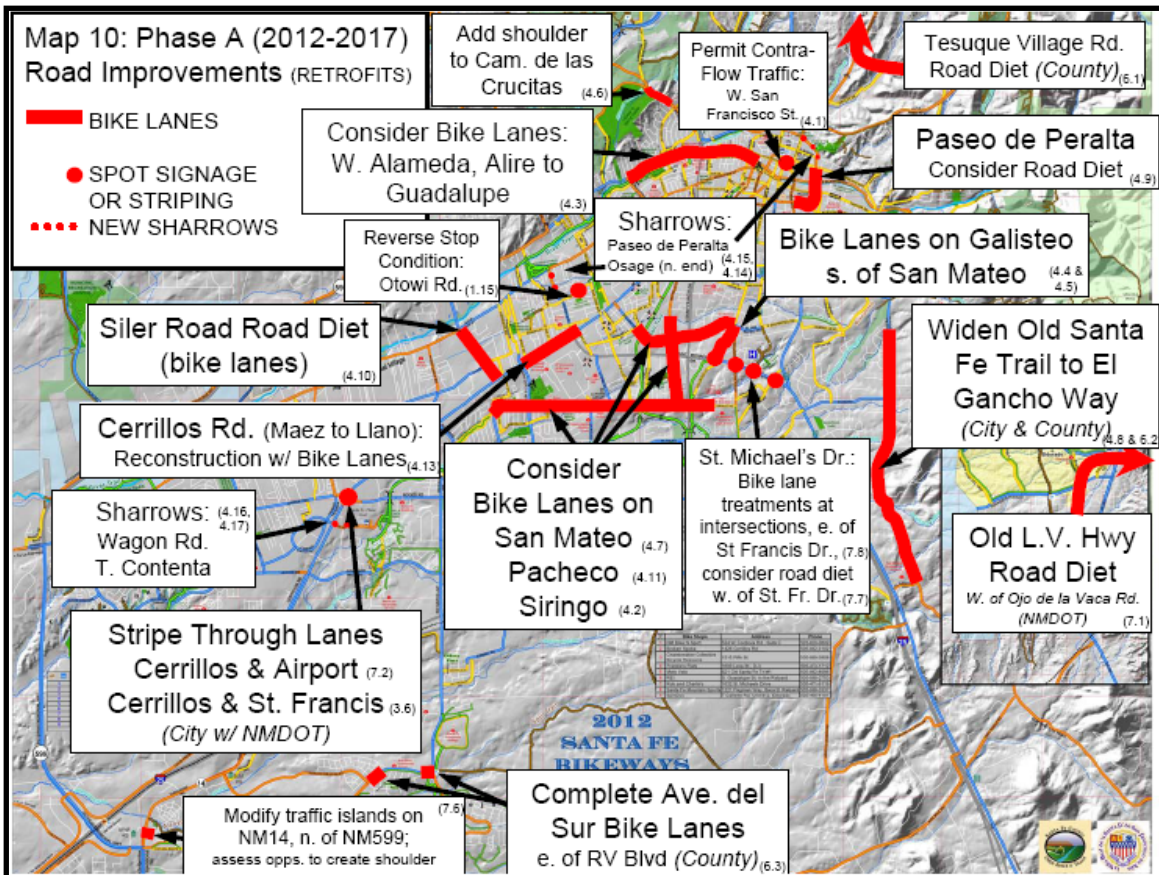 Map 10: Phase A (2012-2017)
Road Improvements (RETROFITS)
BIKE LANES
SPOT SIGNAGE
OR STRIPING
NEW SHARROWS
Add shoulder
to Cam. de las
Crucitas (4.6)
Permit Contra-
Flow Traffic:
W. San
Francisco St. (4.1)
Tesuque Village Rd.
Road Diet (County) (6.1)
Consider Bike Lanes:
W. Alameda, Alire to
Guadalupe
(4.3)
Paseo de Peralta
Consider Road Diet (4.9)
Reverse Stop
Condition:
Otowi Rd. (1.15)
Sharrows:
Paseo de Peralta
Osage (n. end) (4.15, 4.14)
Bike Lanes on Galisteo
s. of San Mateo (4.4 & 4.5)
Siler Road Road Diet
(bike lanes)
(4.10)
Widen Old Santa
Fe Trail to El
Gancho Way
(City & County) (4.8 & 6.2)
Cerrillos Rd. (Maez to Llano):
Reconstruction w/ Bike Lanes (4.13)
Sharrows: (4.16, 4.17)
Wagon Rd.
T. Contenta
Consider
Bike Lanes on
San Mateo (4.7)
Pacheco (4.11)
Siringo (4.2)
St. Michael's Dr.:
Bike lane
treatments at
intersections, e. of
St Francis Dr., (7.8)
consider road diet
w. of St. Fr. Dr. (7.7)
Old L.V. Hwy
Road Diet
W. of Ojo de la Vaca Rd.
(NMDOT)
(7.1)
Stripe Through Lanes
Cerrillos & Airport (7.2)
Cerrillos & St. Francis (3.6)
(City w/ NMDOT)
2012
SANTA FE
BIKEWAYS
Modify traffic islands on
NM14, n. of NM599;
assess opps. to create shoulder
(7.5)
Complete Ave. del
Sur Bike Lanes
e. of RV Blvd (County) (6.3)
599
14